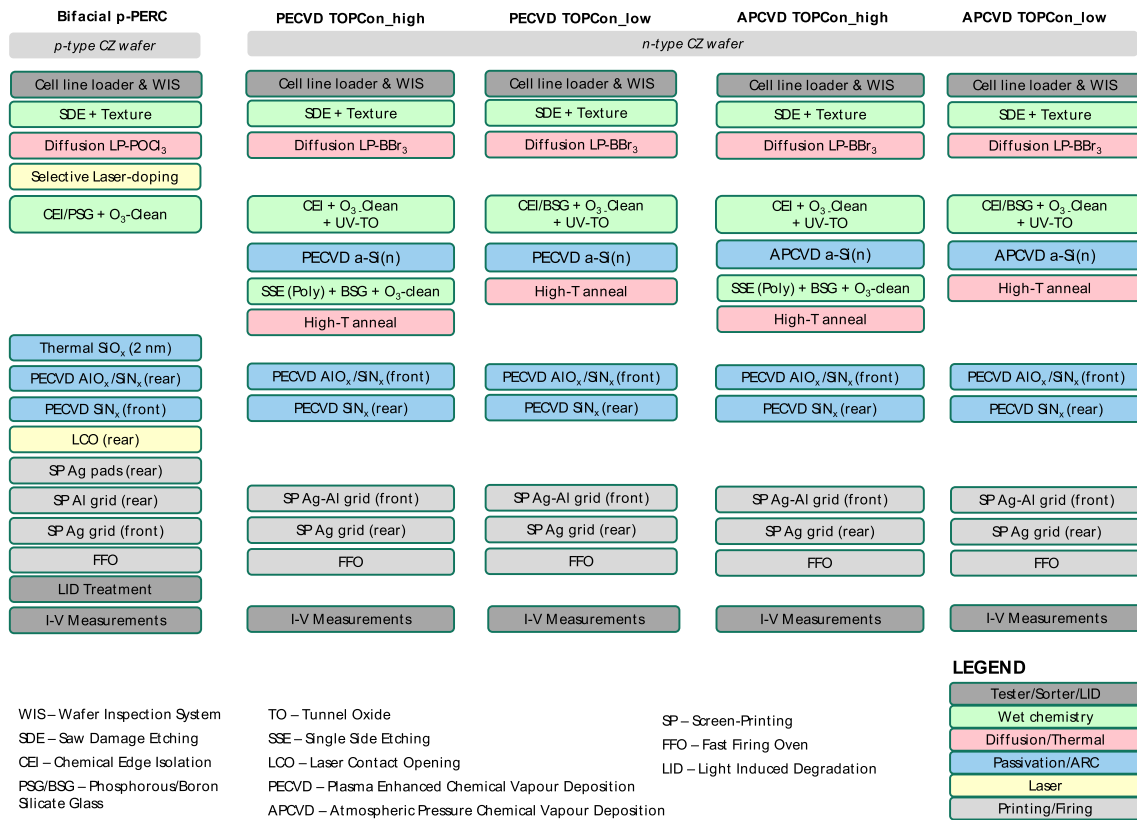 Bifacial p-PERC
PECVD TOPCon_high
PECVD TOPCon_low
APCVD TOPCon_high
APCVD TOPCon_low
p-type CZ wafer
n-type CZ wafer
Cell line loader & WIS
Cell line loader & WIS
Cell line loader & WIS
Cell line loader & WIS
Cell line loader & WIS
SDE + Texture
SDE + Texture
SDE + Texture
SDE + Texture
SDE + Texture
Diffusion LP-POCl₃
Diffusion LP-BBr₃
Diffusion LP-BBr₃
Diffusion LP-BBr₃
Diffusion LP-BBr₃
Selective Laser-doping
CEI/PSG + O₃-Clean
CEI + O₃-Clean
+ UV-TO
CEI/BSG + O₃-Clean
+ UV-TO
CEI + O₃-Clean
+ UV-TO
CEI/BSG + O₃-Clean
+ UV-TO
PECVD a-Si(n)
PECVD a-Si(n)
APCVD a-Si(n)
APCVD a-Si(n)
SSE (Poly) + BSG + O₃-clean
High-T anneal
SSE (Poly) + BSG + O₃-clean
High-T anneal
High-T anneal
High-T anneal
Thermal SiOₓ (2 nm)
PECVD AlOₓ/SiNₓ (rear)
PECVD AlOₓ/SiNₓ (front)
PECVD AlOₓ/SiNₓ (front)
PECVD AlOₓ/SiNₓ (front)
PECVD AlOₓ/SiNₓ (front)
PECVD SiNₓ (front)
PECVD SiNₓ (rear)
PECVD SiNₓ (rear)
PECVD SiNₓ (rear)
PECVD SiNₓ (rear)
LCO (rear)
SP Ag pads (rear)
SP Al grid (rear)
SP Ag-Al grid (front)
SP Ag-Al grid (front)
SP Ag-Al grid (front)
SP Ag-Al grid (front)
SP Ag grid (front)
SP Ag grid (rear)
SP Ag grid (rear)
SP Ag grid (rear)
SP Ag grid (rear)
FFO
FFO
FFO
FFO
FFO
LID Treatment
I-V Measurements
I-V Measurements
I-V Measurements
I-V Measurements
I-V Measurements
WIS – Wafer Inspection System
SDE – Saw Damage Etching
CEI – Chemical Edge Isolation
PSG/BSG – Phosphorous/Boron
Silicate Glass
TO – Tunnel Oxide
SSE – Single Side Etching
LCO – Laser Contact Opening
PECVD – Plasma Enhanced Chemical Vapour Deposition
APCVD – Atmospheric Pressure Chemical Vapour Deposition
SP – Screen-Printing
FFO – Fast Firing Oven
LID – Light Induced Degradation
LEGEND
Tester/Sorter/LID
Wet chemistry
Diffusion/Thermal
Passivation/ARC
Laser
Printing/Firing